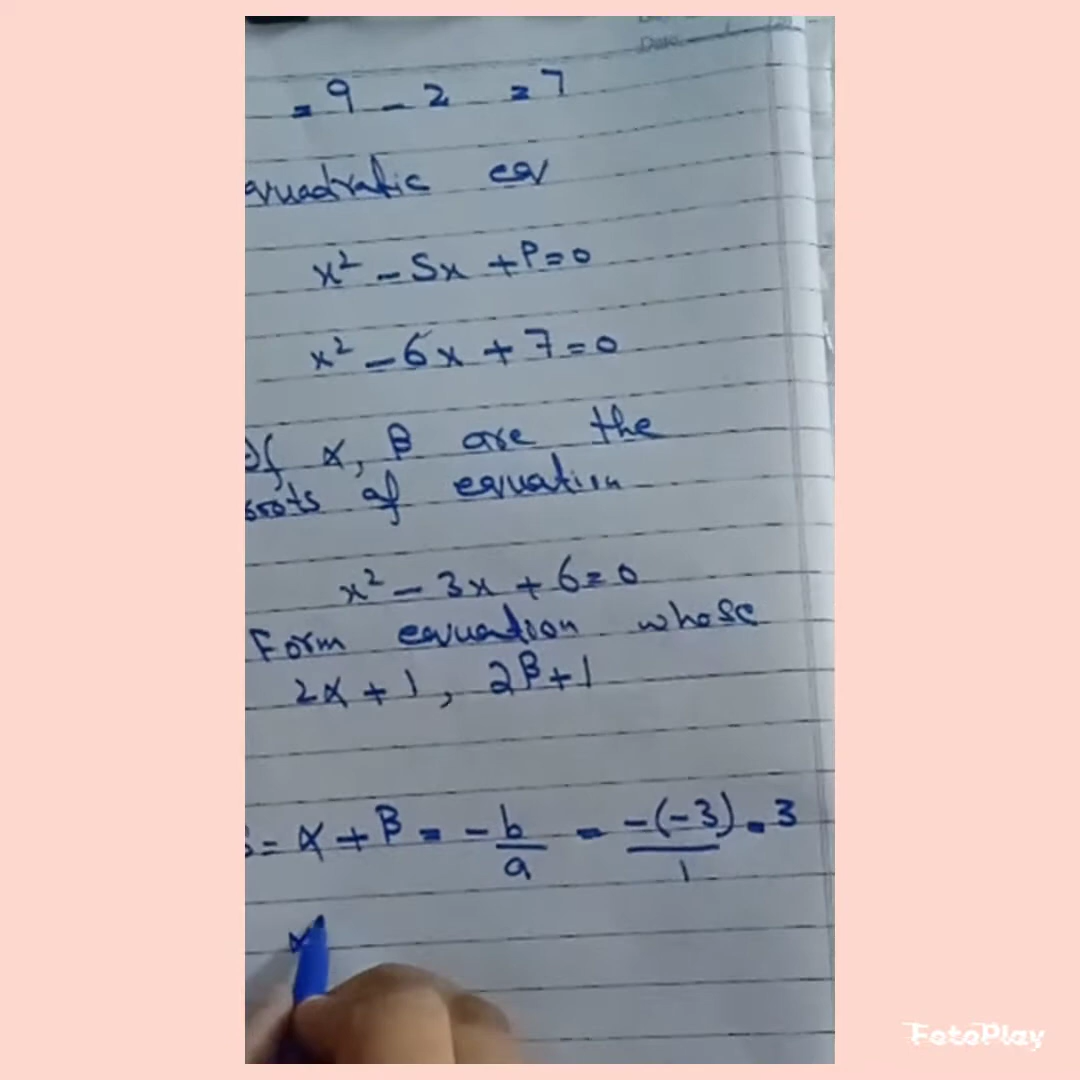 Date
= 9 - 2 = 7
quadratic eq
x² - Sx + P = 0
x² - 6x + 7 = 0
If α, β are the
roots of equation
x² - 3x + 6 = 0
Form equation whose
2α + 1, 2β + 1
S = α + β = -b/a = -(-3)/1 = 3
α
FotoPlay